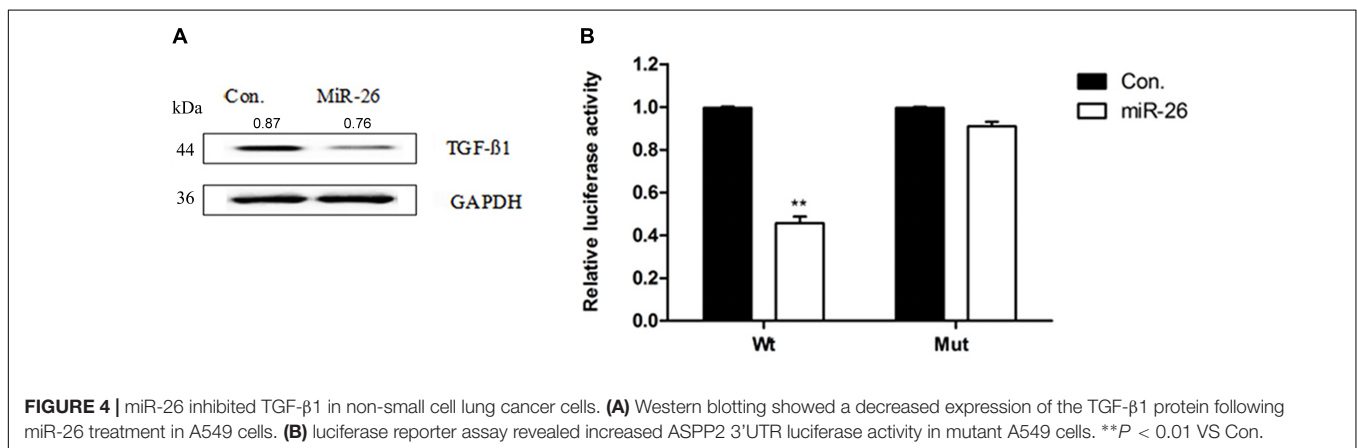 A
kDa
Con. MiR-26
0.87 0.76
44 TGF-ß1
36 GAPDH
B
Relative luciferase activity
1.2
1.0
0.8
0.6
0.4
0.2
0.0
**
Wt Mut
Con.
miR-26
FIGURE 4 | miR-26 inhibited TGF-β1 in non-small cell lung cancer cells. (A) Western blotting showed a decreased expression of the TGF-β1 protein following
miR-26 treatment in A549 cells. (B) luciferase reporter assay revealed increased ASPP2 3’UTR luciferase activity in mutant A549 cells. **P < 0.01 VS Con.